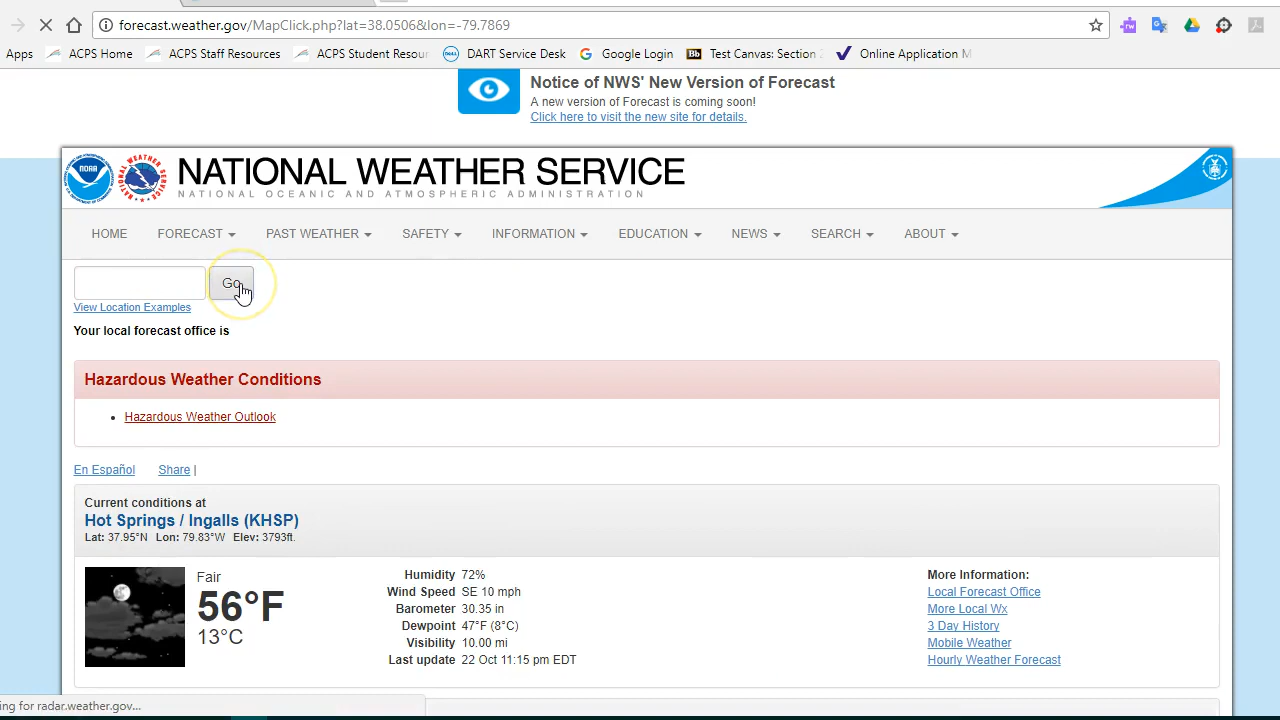 forecast.weather.gov/MapClick.php?lat=38.0506&lon=-79.7869
Apps ACPS Home ACPS Staff Resources ACPS Student Resou DART Service Desk Google Login Test Canvas: Section Online Application M
Notice of NWS' New Version of Forecast
A new version of Forecast is coming soon!
Click here to visit the new site for details.
NOAA
NATIONAL WEATHER SERVICE
NATIONAL OCEANIC AND ATMOSPHERIC ADMINISTRATION
HOME FORECAST PAST WEATHER SAFETY INFORMATION EDUCATION NEWS SEARCH ABOUT
Go
View Location Examples
Your local forecast office is
Hazardous Weather Conditions
Hazardous Weather Outlook
En Español Share |
Current conditions at
Hot Springs / Ingalls (KHSP)
Lat: 37.95°N Lon: 79.83°W Elev: 3793ft.
Fair
56°F
13°C
Humidity 72%
Wind Speed SE 10 mph
Barometer 30.35 in
Dewpoint 47°F (8°C)
Visibility 10.00 mi
Last update 22 Oct 11:15 pm EDT
More Information:
Local Forecast Office
More Local Wx
3 Day History
Mobile Weather
Hourly Weather Forecast
ing for radar.weather.gov...